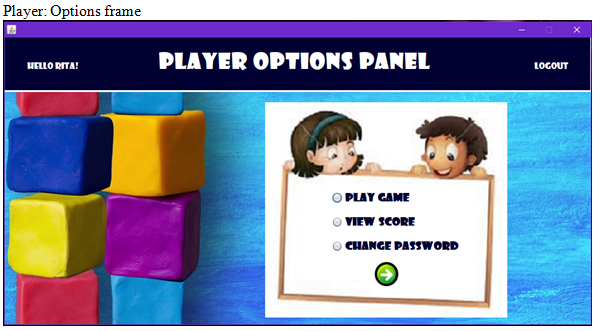 Player: Options frame
HELLO RITA!
PLAYER OPTIONS PANEL
LOGOUT
PLAY GAME
VIEW SCORE
CHANGE PASSWORD